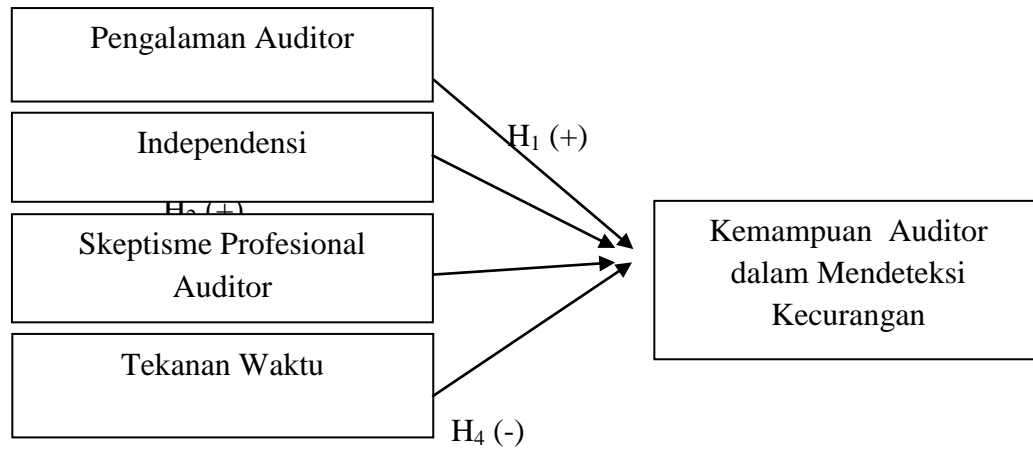 Pengalaman Auditor
H₁ (+)
Independensi
Skeptisme Profesional
Auditor
Kemampuan Auditor
dalam Mendeteksi
Kecurangan
Tekanan Waktu
H₄ (-)